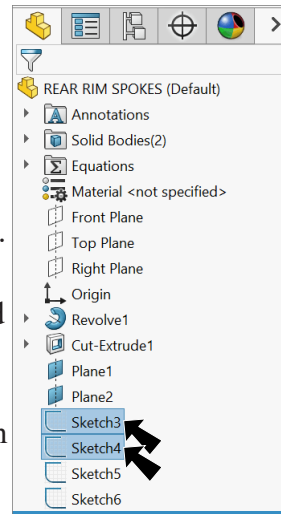 REAR RIM SPOKES (Default)
Annotations
Solid Bodies(2)
Equations
Material <not specified>
Front Plane
Top Plane
Right Plane
Origin
Revolve1
Cut-Extrude1
Plane1
Plane2
Sketch3
Sketch4
Sketch5
Sketch6